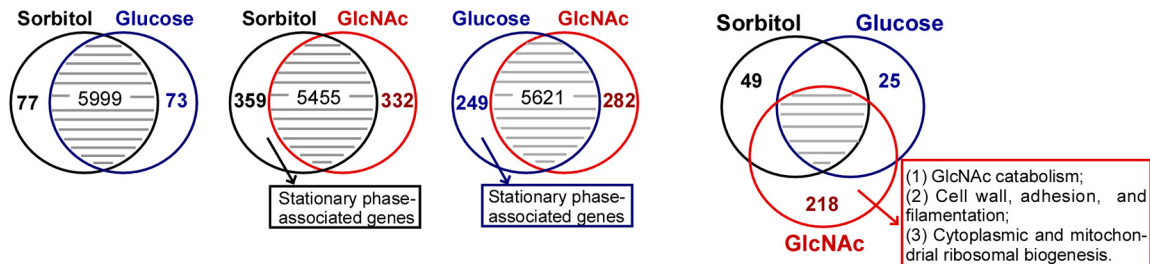 Sorbitol Glucose
77 5999 73
Sorbitol GlcNAc
359 5455 332
Stationary phase-
associated genes
Glucose GlcNAc
249 5621 282
Stationary phase-
associated genes
Sorbitol Glucose
49 25
218
GlcNAc
(1) GlcNAc catabolism;
(2) Cell wall, adhesion, and
filamentation;
(3) Cytoplasmic and mitochon-
drial ribosomal biogenesis.